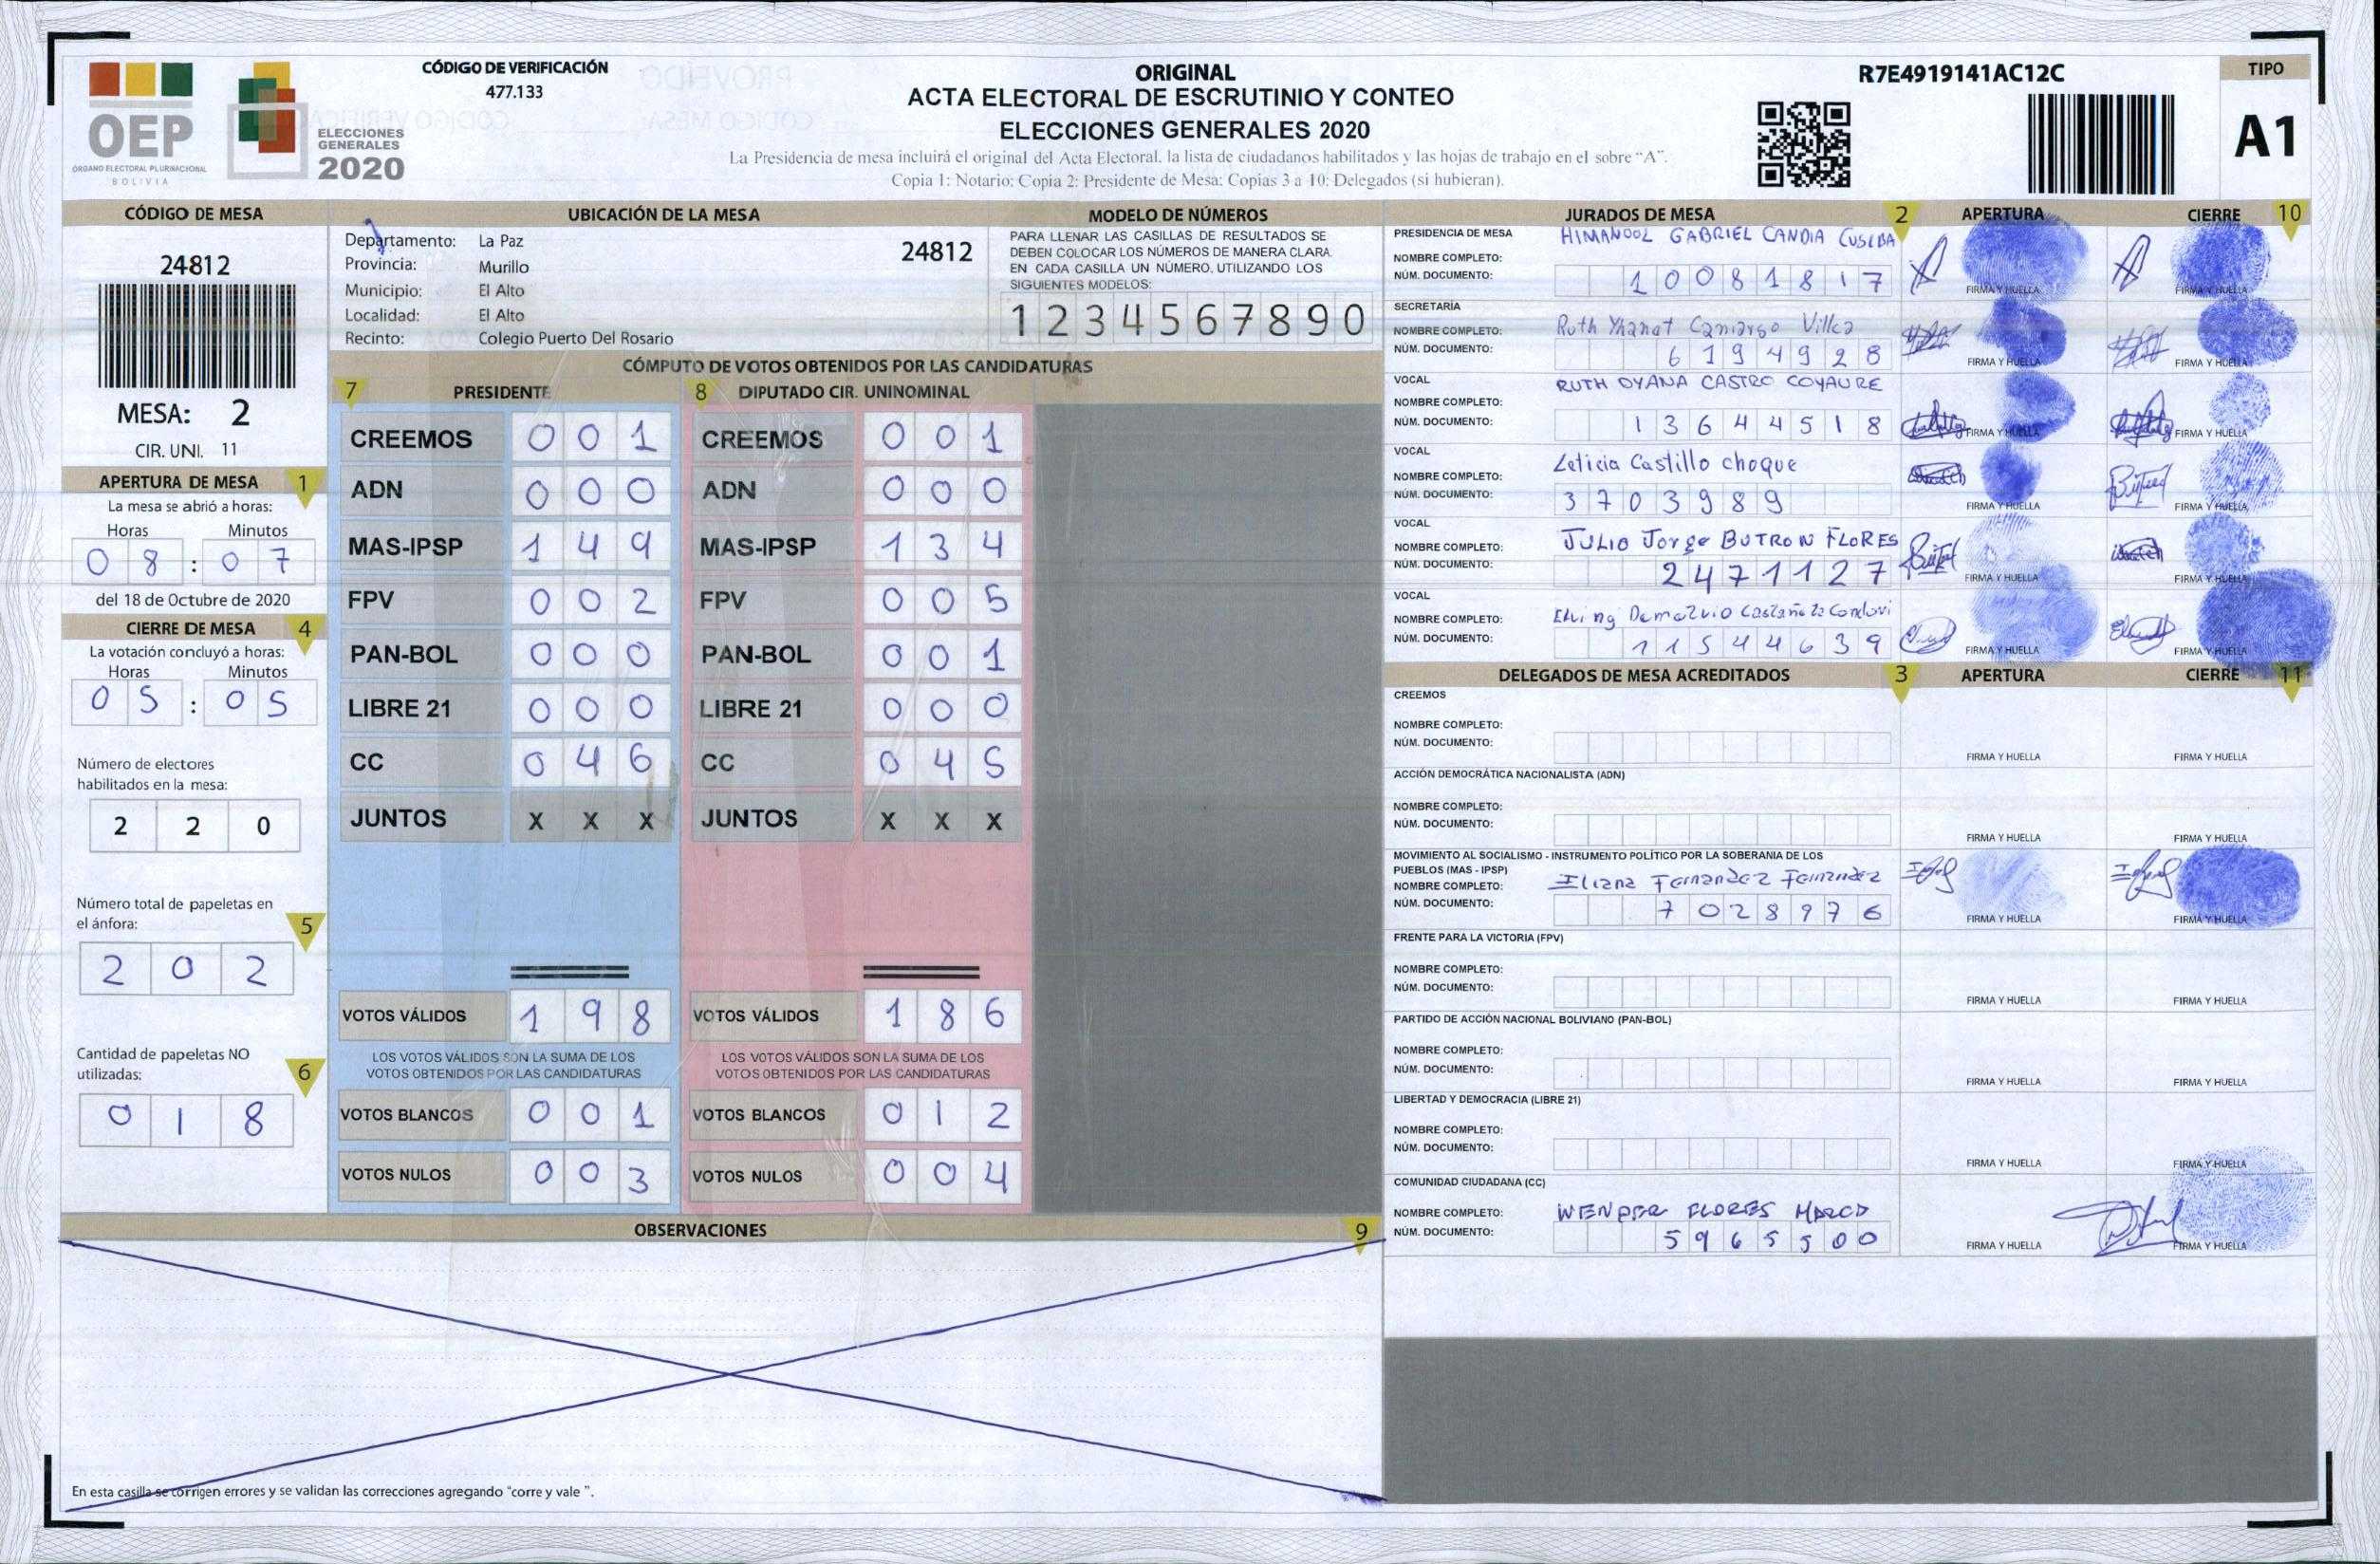 CÓDIGO DE VERIFICACIÓN
477.133
ORIGINAL
ACTA ELECTORAL DE ESCRUTINIO Y CONTEO
ELECCIONES GENERALES 2020
La Presidencia de mesa incluirá el original del Acta Electoral, la lista de ciudadanos habilitados y las hojas de trabajo en el sobre "A".
Copia 1: Notario; Copia 2: Presidente de Mesa; Copias 3 a 10: Delegados (si hubieran).
R7E4919141AC12C
TIPO
A1
OEP
ÓRGANO ELECTORAL PLURINACIONAL
BOLIVIA
ELECCIONES
GENERALES
2020
CÓDIGO DE MESA
24812
MESA: 2
CIR. UNI. 11
APERTURA DE MESA 1
La mesa se abrió a horas:
Horas Minutos
0 8 : 0 7
del 18 de Octubre de 2020
CIERRE DE MESA 4
La votación concluyó a horas:
Horas Minutos
0 5 : 0 5
Número de electores
habilitados en la mesa:
2 2 0
Número total de papeletas en
el ánfora: 5
2 0 2
Cantidad de papeletas NO
utilizadas: 6
0 1 8
UBICACIÓN DE LA MESA
Departamento: La Paz
Provincia: Murillo
Municipio: El Alto
Localidad: El Alto
Recinto: Colegio Puerto Del Rosario
24812
MODELO DE NÚMEROS
PARA LLENAR LAS CASILLAS DE RESULTADOS SE
DEBEN COLOCAR LOS NÚMEROS DE MANERA CLARA
EN CADA CASILLA UN NÚMERO, UTILIZANDO LOS
SIGUIENTES MODELOS:
1 2 3 4 5 6 7 8 9 0
CÓMPUTO DE VOTOS OBTENIDOS POR LAS CANDIDATURAS
7 PRESIDENTE 8 DIPUTADO CIR. UNINOMINAL
CREEMOS 0 0 1 CREEMOS 0 0 1
ADN 0 0 0 ADN 0 0 0
MAS-IPSP 1 4 9 MAS-IPSP 1 3 4
FPV 0 0 2 FPV 0 0 5
PAN-BOL 0 0 0 PAN-BOL 0 0 1
LIBRE 21 0 0 0 LIBRE 21 0 0 0
CC 0 4 6 CC 0 4 5
JUNTOS X X X JUNTOS X X X
VOTOS VÁLIDOS 1 9 8 VOTOS VÁLIDOS 1 8 6
LOS VOTOS VÁLIDOS SON LA SUMA DE LOS LOS VOTOS VÁLIDOS SON LA SUMA DE LOS
VOTOS OBTENIDOS POR LAS CANDIDATURAS VOTOS OBTENIDOS POR LAS CANDIDATURAS
VOTOS BLANCOS 0 0 1 VOTOS BLANCOS 0 1 2
VOTOS NULOS 0 0 3 VOTOS NULOS 0 0 4
OBSERVACIONES 9
En esta casilla se corrigen errores y se validan las correcciones agregando "corre y vale ".
JURADOS DE MESA 2 APERTURA CIERRE 10
PRESIDENCIA DE MESA
NOMBRE COMPLETO: HIMANOOL GABRIEL CANDIA
NÚM. DOCUMENTO: 1 0 0 8 1 8 1 7 FIRMA Y HUELLA FIRMA Y HUELLA
SECRETARÍA
NOMBRE COMPLETO: Ruth Yhanat Camargo Villca
NÚM. DOCUMENTO: 6 1 9 4 9 2 8 FIRMA Y HUELLA FIRMA Y HUELLA
VOCAL
NOMBRE COMPLETO: RUTH DYANA CASTRO COYAURE
NÚM. DOCUMENTO: 1 3 6 4 4 5 1 8 FIRMA Y HUELLA FIRMA Y HUELLA
VOCAL
NOMBRE COMPLETO: Leticia Castillo choque
NÚM. DOCUMENTO: 3 7 0 3 9 8 9 FIRMA Y HUELLA FIRMA Y HUELLA
VOCAL
NOMBRE COMPLETO: JULIO Jorge BUTRON FLORES
NÚM. DOCUMENTO: 2 4 7 1 1 2 7 FIRMA Y HUELLA FIRMA Y HUELLA
VOCAL
NOMBRE COMPLETO:
NÚM. DOCUMENTO: 1 1 5 4 4 6 3 9 FIRMA Y HUELLA FIRMA Y HUELLA
DELEGADOS DE MESA ACREDITADOS 3 APERTURA CIERRE 11
CREEMOS
NOMBRE COMPLETO:
NÚM. DOCUMENTO: FIRMA Y HUELLA FIRMA Y HUELLA
ACCIÓN DEMOCRÁTICA NACIONALISTA (ADN)
NOMBRE COMPLETO:
NÚM. DOCUMENTO: FIRMA Y HUELLA FIRMA Y HUELLA
MOVIMIENTO AL SOCIALISMO - INSTRUMENTO POLÍTICO POR LA SOBERANIA DE LOS
PUEBLOS (MAS - IPSP)
NOMBRE COMPLETO: Iliana Fernandez Fernandez
NÚM. DOCUMENTO: 7 0 2 8 9 7 6 FIRMA Y HUELLA FIRMA Y HUELLA
FRENTE PARA LA VICTORIA (FPV)
NOMBRE COMPLETO:
NÚM. DOCUMENTO: FIRMA Y HUELLA FIRMA Y HUELLA
PARTIDO DE ACCIÓN NACIONAL BOLIVIANO (PAN-BOL)
NOMBRE COMPLETO:
NÚM. DOCUMENTO: FIRMA Y HUELLA FIRMA Y HUELLA
LIBERTAD Y DEMOCRACIA (LIBRE 21)
NOMBRE COMPLETO:
NÚM. DOCUMENTO: FIRMA Y HUELLA FIRMA Y HUELLA
COMUNIDAD CIUDADANA (CC)
NOMBRE COMPLETO: FLORES MARCO
NÚM. DOCUMENTO: 5 9 6 5 5 0 0 FIRMA Y HUELLA FIRMA Y HUELLA